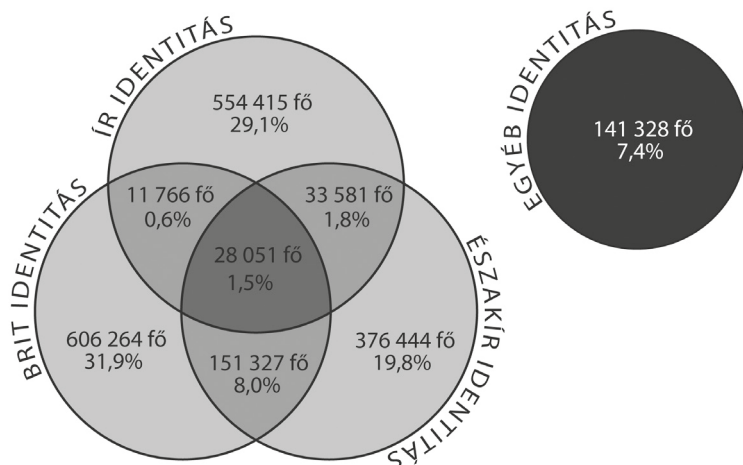 ÍR IDENTITÁS
554 415 fő
29,1%
EGYÉB IDENTITÁS
141 328 fő
7,4%
11 766 fő
0,6%
33 581 fő
1,8%
28 051 fő
1,5%
BRIT IDENTITÁS
606 264 fő
31,9%
151 327 fő
8,0%
376 444 fő
19,8%
ÉSZAKÍR IDENTITÁS